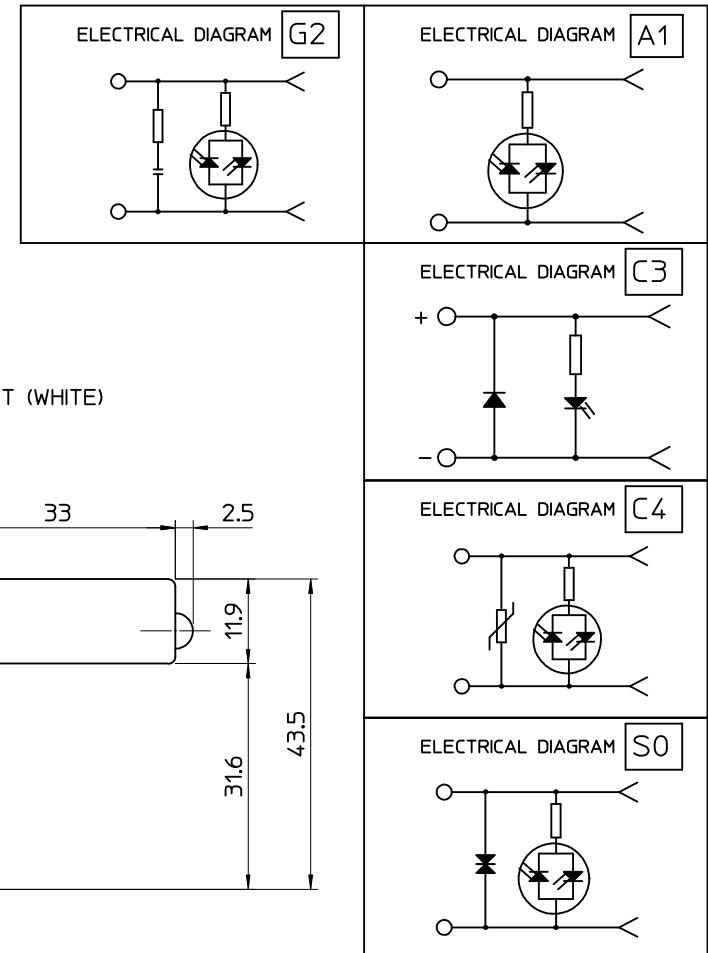 ELECTRICAL DIAGRAM G2
ELECTRICAL DIAGRAM A1
ELECTRICAL DIAGRAM C3
+
−
T (WHITE)
ELECTRICAL DIAGRAM C4
33
2.5
11.9
43.5
31.6
ELECTRICAL DIAGRAM S0